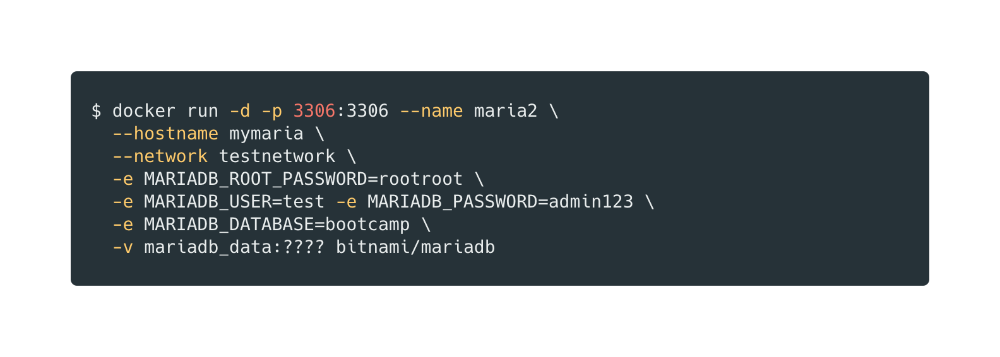 $ docker run -d -p 3306:3306 --name maria2 \
--hostname mymaria \
--network testnetwork \
-e MARIADB_ROOT_PASSWORD=rootroot \
-e MARIADB_USER=test -e MARIADB_PASSWORD=admin123 \
-e MARIADB_DATABASE=bootcamp \
-v mariadb_data:???? bitnami/mariadb